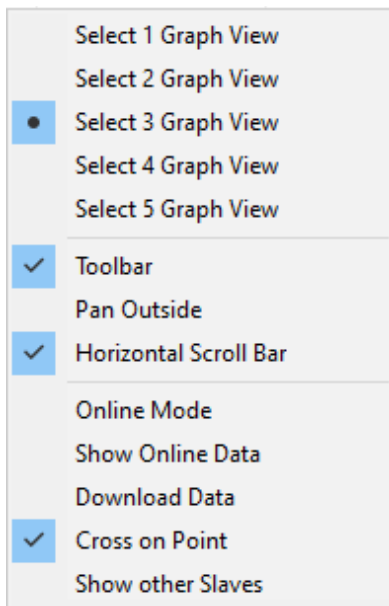 Select 1 Graph View
Select 2 Graph View
Select 3 Graph View
Select 4 Graph View
Select 5 Graph View
Toolbar
Pan Outside
Horizontal Scroll Bar
Online Mode
Show Online Data
Download Data
Cross on Point
Show other Slaves